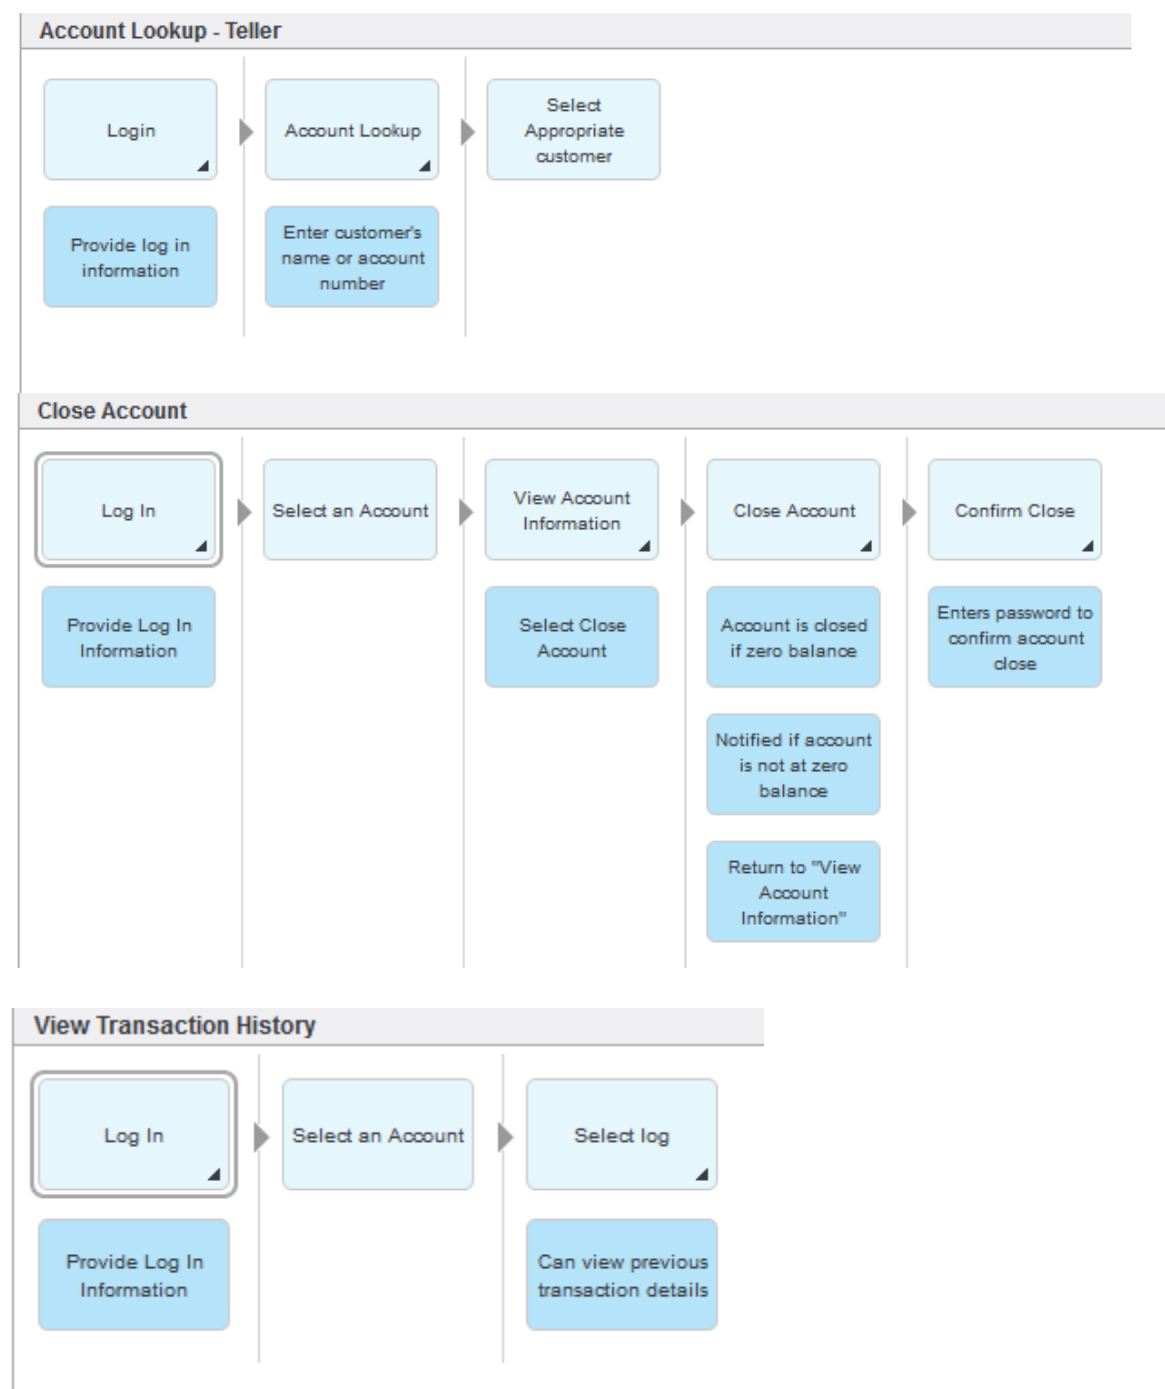 Account Lookup - Teller
Login
Account Lookup
Select
Appropriate
customer
Provide log in
information
Enter customer's
name or account
number
Close Account
Log In
Select an Account
View Account
Information
Close Account
Confirm Close
Provide Log In
Information
Select Close
Account
Account is closed
if zero balance
Enters password to
confirm account
close
Notified if account
is not at zero
balance
Return to "View
Account
Information"
View Transaction History
Log In
Select an Account
Select log
Provide Log In
Information
Can view previous
transaction details